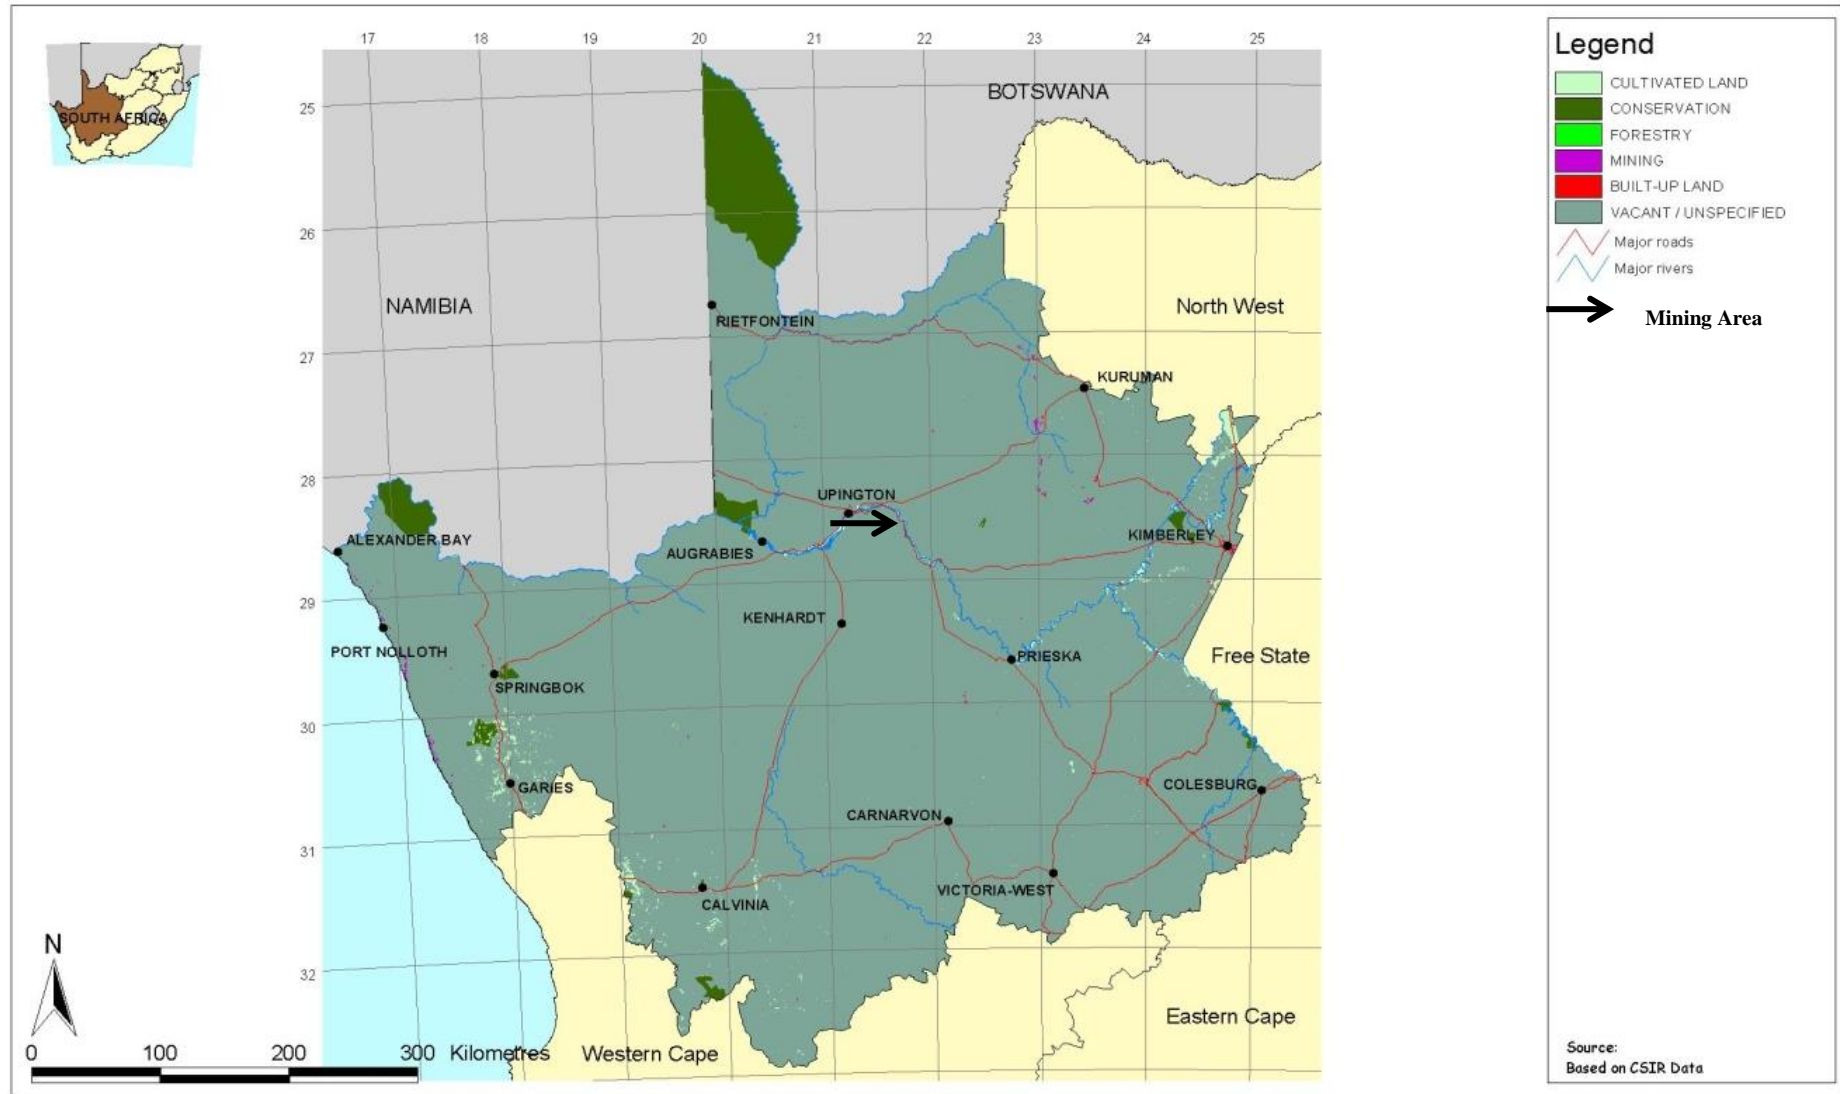 17 18 19 20 21 22 23 24 25
SOUTH AFRICA
BOTSWANA
25
26
NAMIBIA
North West
RIETFONTEIN
27
KURUMAN
28
UPINGTON
ALEXANDER BAY
AUGRABIES
KIMBERLEY
29
KENHARDT
PORT NOLLOTH
PRIESKA
Free State
SPRINGBOK
30
GARIES
COLESBURG
CARNARVON
31
VICTORIA-WEST
CALVINIA
32
N
Eastern Cape
0 100 200 300 Kilometres
Western Cape
Legend
CULTIVATED LAND
CONSERVATION
FORESTRY
MINING
BUILT-UP LAND
VACANT / UNSPECIFIED
Major roads
Major rivers
Mining Area
Source:
Based on CSIR Data